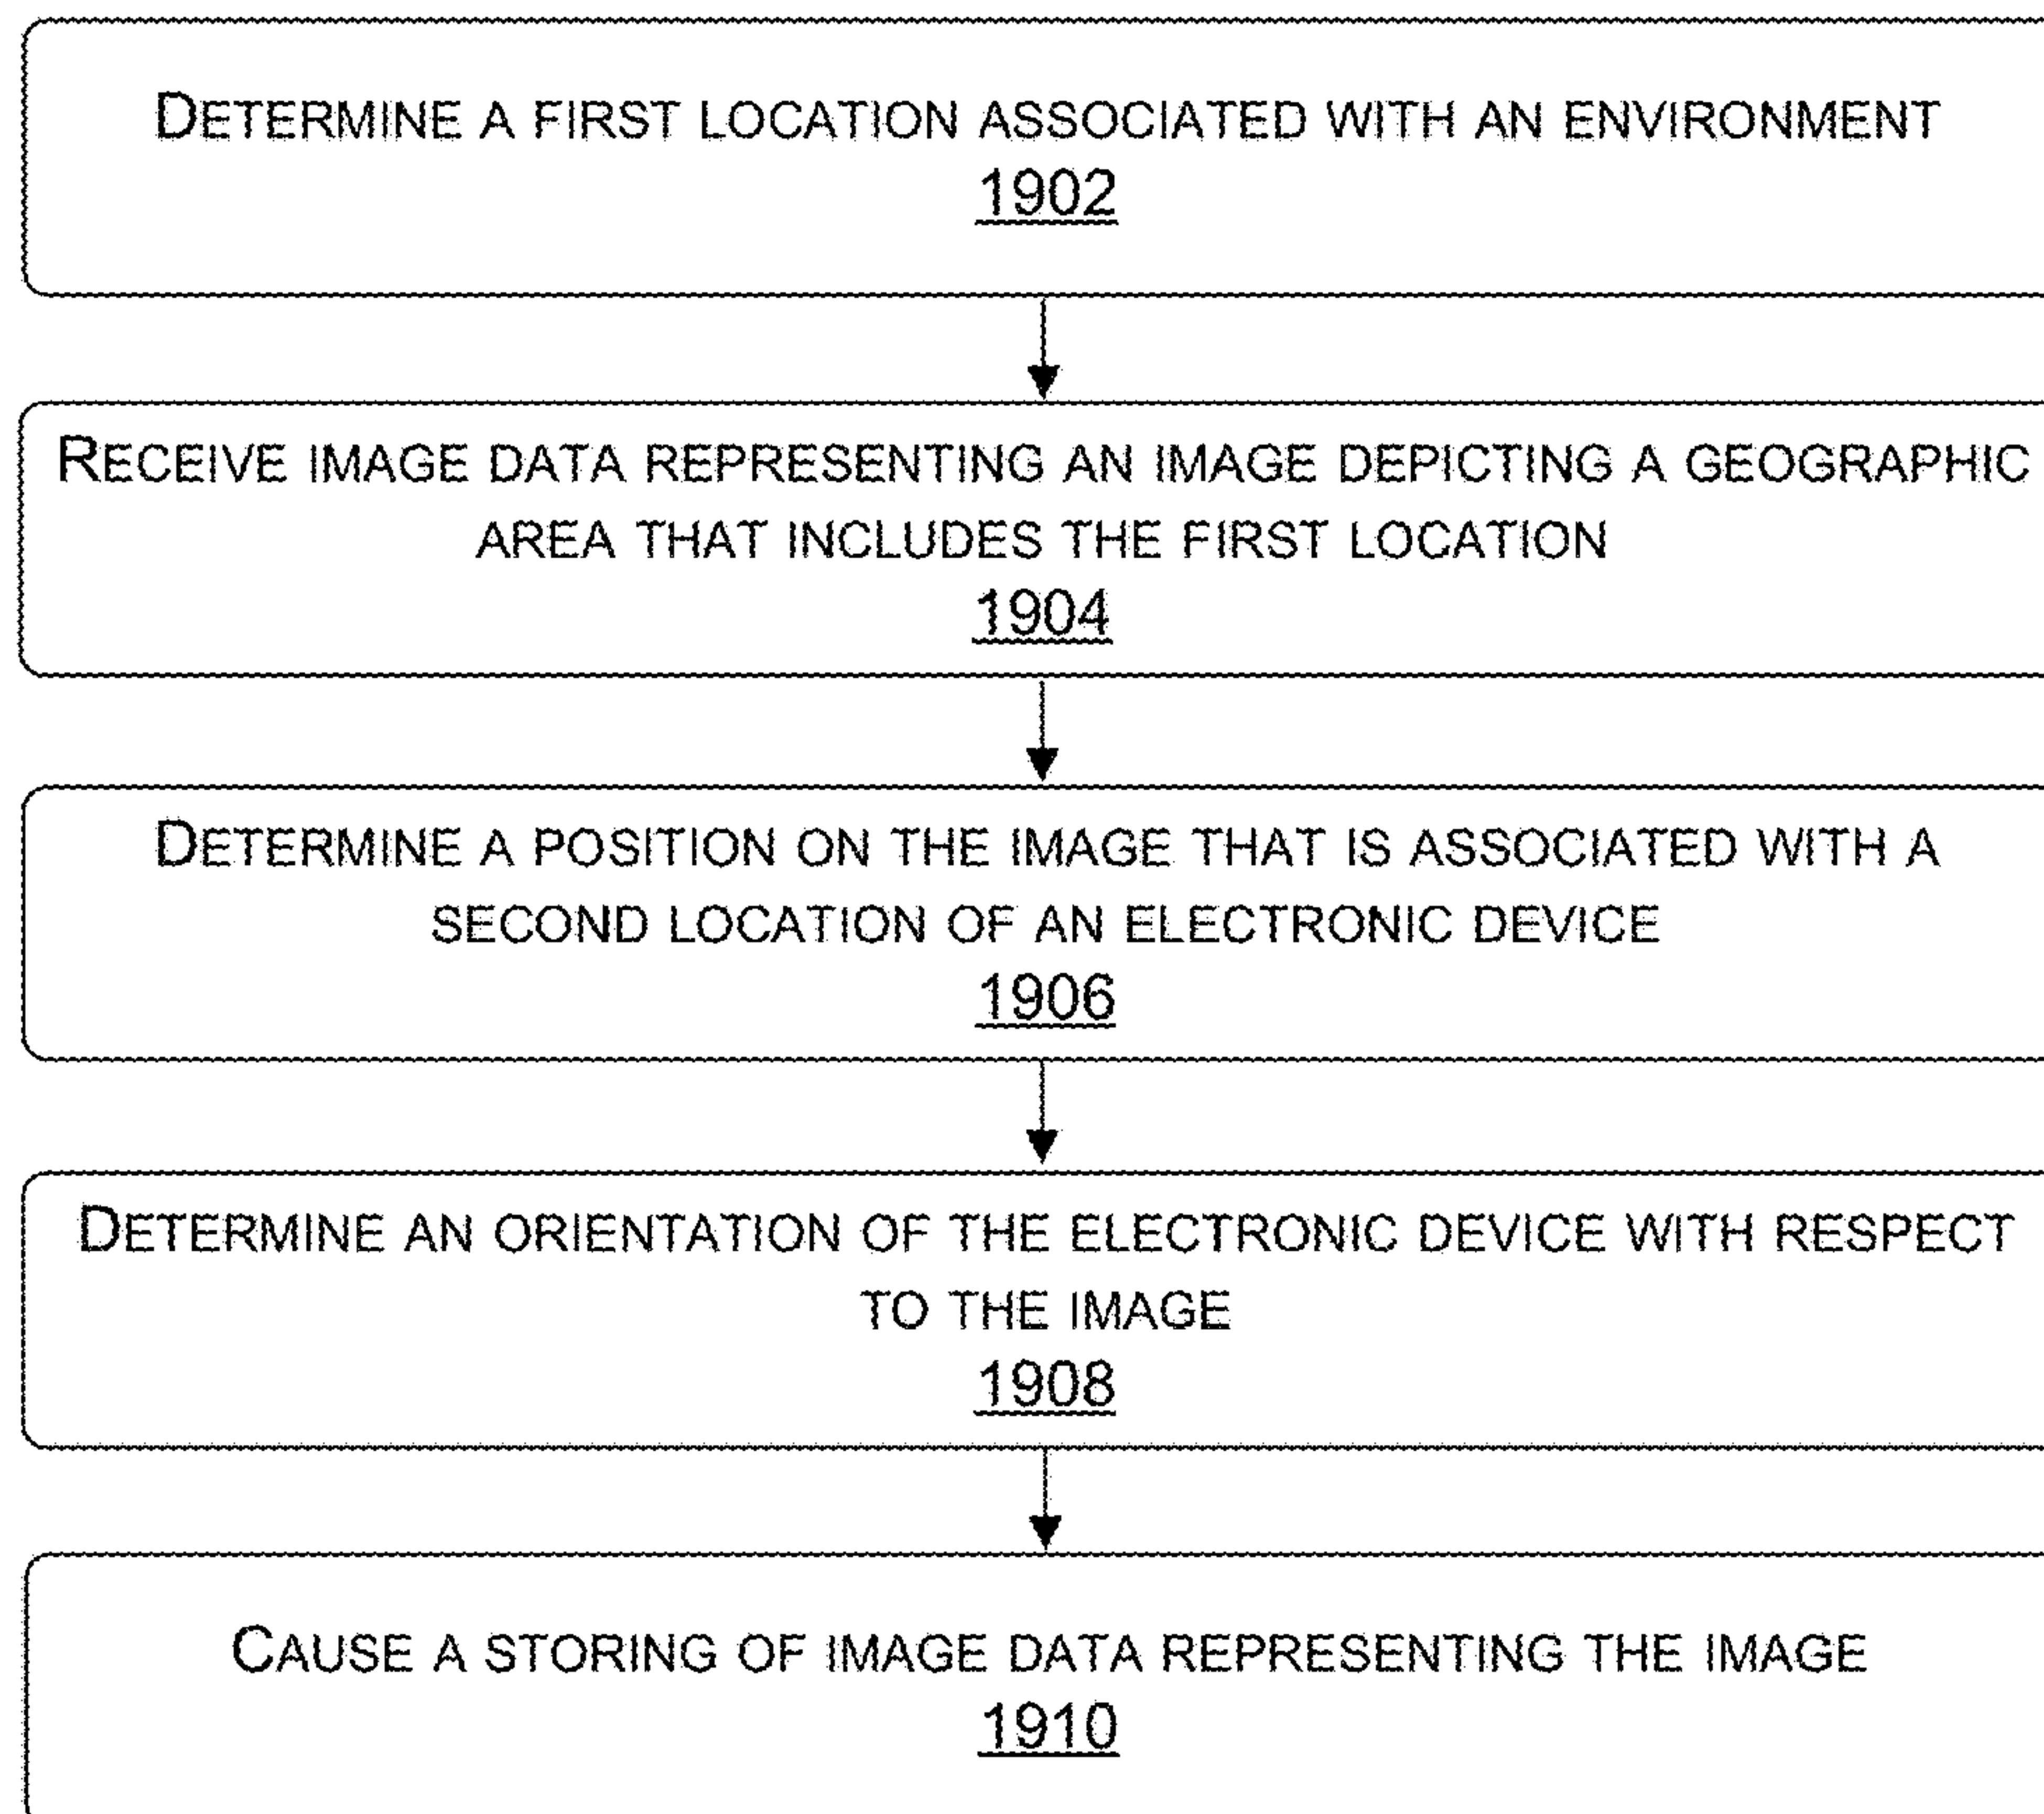 DETERMINE A FIRST LOCATION ASSOCIATED WITH AN ENVIRONMENT
1902
RECEIVE IMAGE DATA REPRESENTING AN IMAGE DEPICTING A GEOGRAPHIC
AREA THAT INCLUDES THE FIRST LOCATION
1904
DETERMINE A POSITION ON THE IMAGE THAT IS ASSOCIATED WITH A
SECOND LOCATION OF AN ELECTRONIC DEVICE
1906
DETERMINE AN ORIENTATION OF THE ELECTRONIC DEVICE WITH RESPECT
TO THE IMAGE
1908
CAUSE A STORING OF IMAGE DATA REPRESENTING THE IMAGE
1910